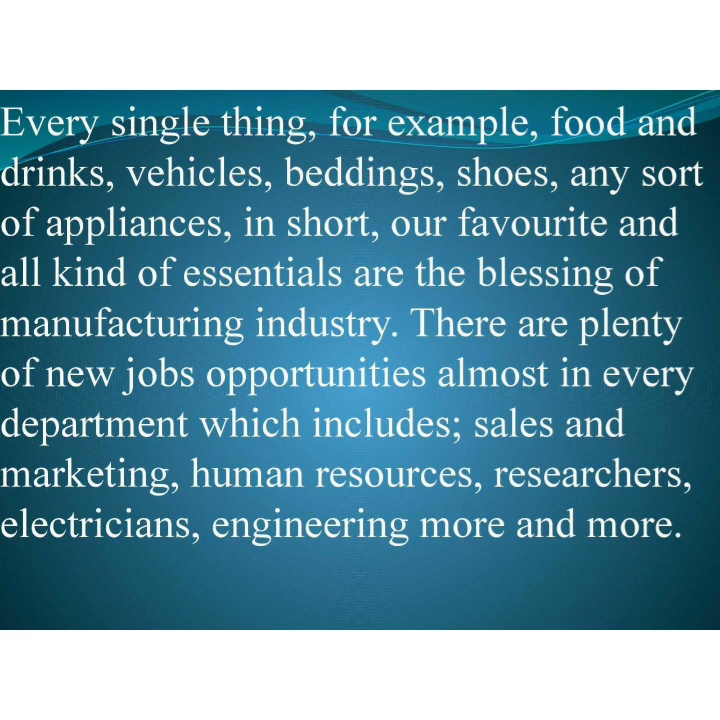 Every single thing, for example, food and
drinks, vehicles, beddings, shoes, any sort
of appliances, in short, our favourite and
all kind of essentials are the blessing of
manufacturing industry. There are plenty
of new jobs opportunities almost in every
department which includes; sales and
marketing, human resources, researchers,
electricians, engineering more and more.